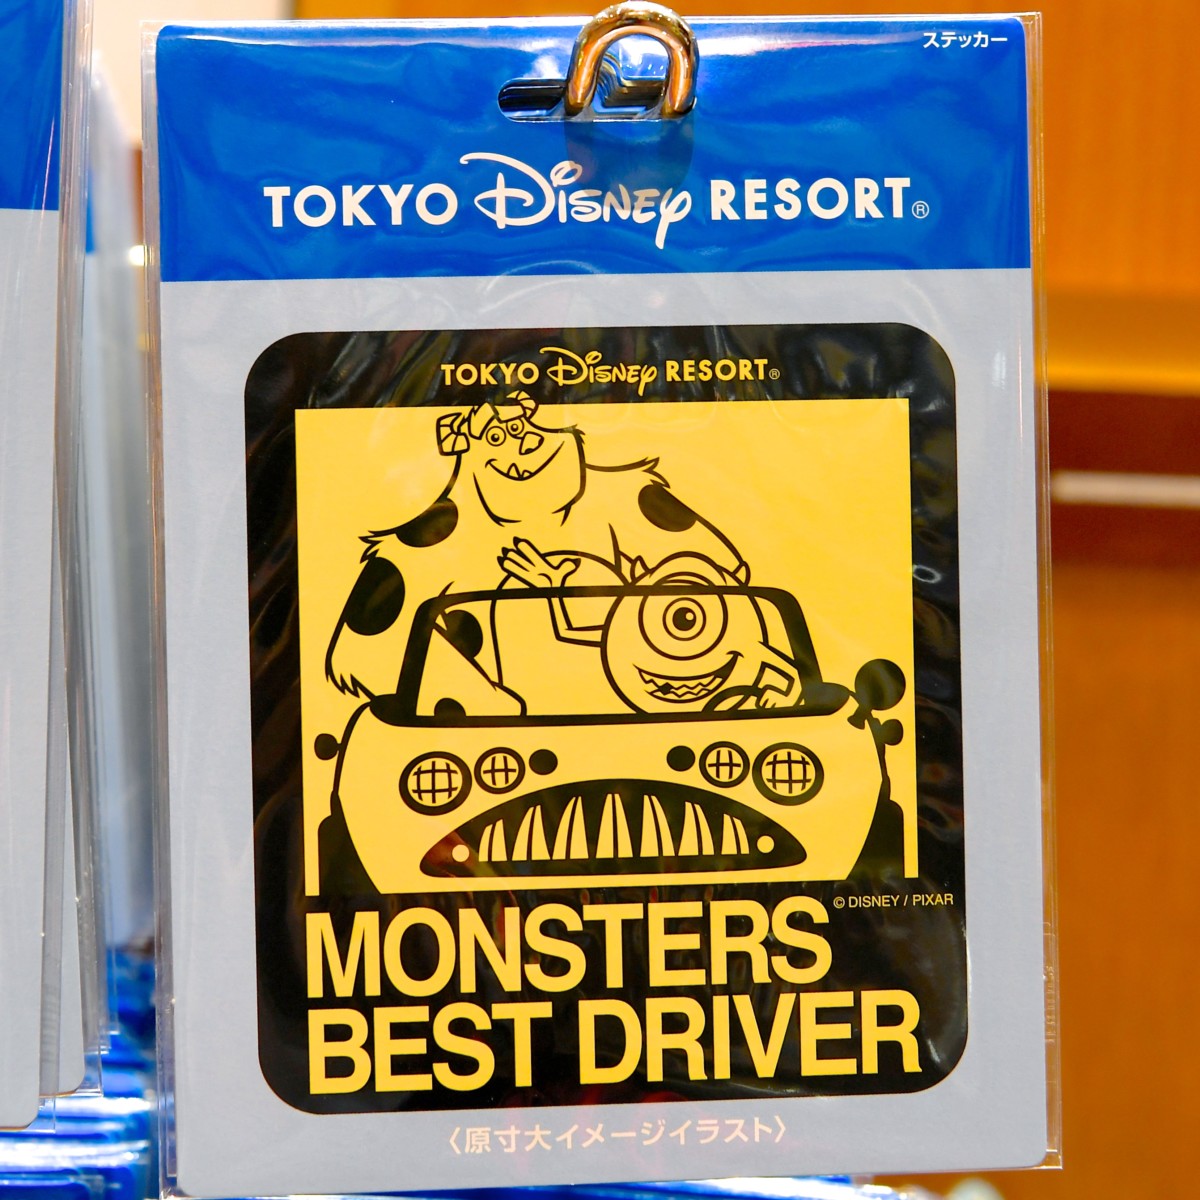 ステッカー
TOKYO DISNEY RESORT®
TOKYO DISNEY RESORT®
© DISNEY / PIXAR
MONSTERS
BEST DRIVER
〈原寸大イメージイラスト〉